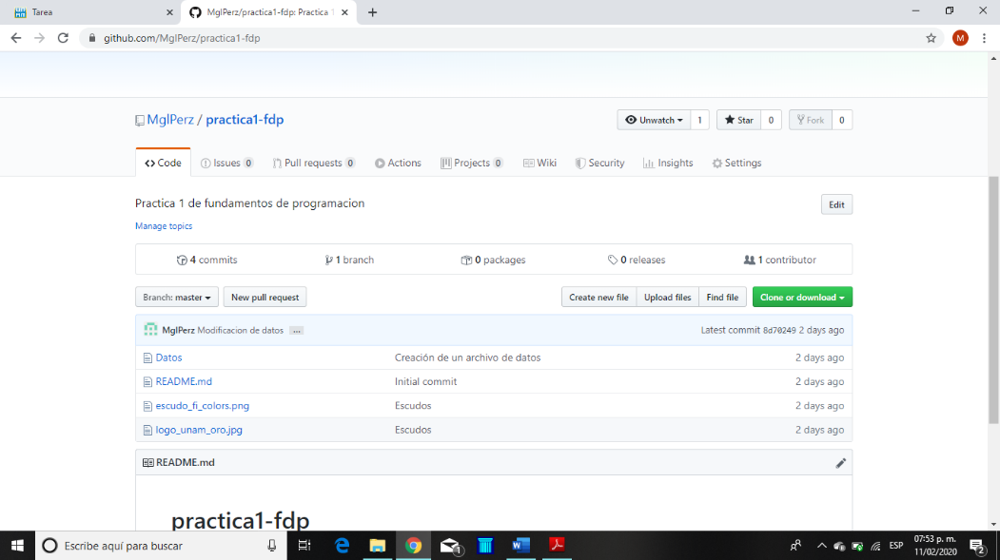 Tarea
MglPerz/practica1-fdp: Practica 1
github.com/MglPerz/practica1-fdp
M
MglPerz / practica1-fdp
Unwatch 1 Star 0 Fork 0
Code Issues 0 Pull requests 0 Actions Projects 0 Wiki Security Insights Settings
Practica 1 de fundamentos de programacion
Edit
Manage topics
4 commits 1 branch 0 packages 0 releases 1 contributor
Branch: master New pull request Create new file Upload files Find file Clone or download
MglPerz Modificacion de datos ... Latest commit 8d70249 2 days ago
Datos Creación de un archivo de datos 2 days ago
README.md Initial commit 2 days ago
escudo_fi_colors.png Escudos 2 days ago
logo_unam_oro.jpg Escudos 2 days ago
README.md
practica1-fdp
Escribe aquí para buscar
1
ESP
07:53 p. m.
11/02/2020
2